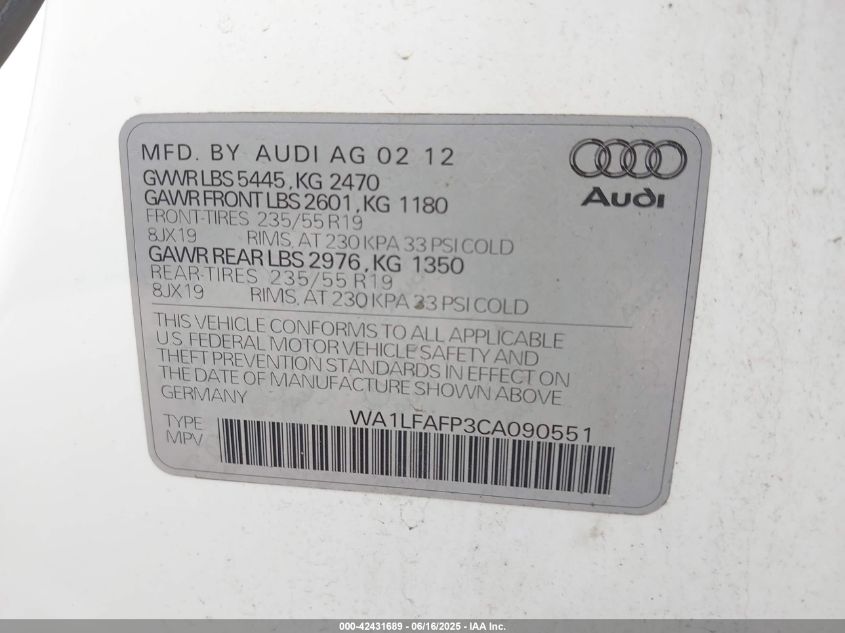 MFD. BY AUDI AG 02 12
GVWR LBS 5445, KG 2470
GAWR FRONT LBS 2601, KG 1180
FRONT-TIRES 235/55 R19
8JX19 RIMS, AT 230 KPA 33 PSI COLD
GAWR REAR LBS 2976, KG 1350
REAR-TIRES 235/55 R19
8JX19 RIMS, AT 230 KPA 33 PSI COLD
Audi
THIS VEHICLE CONFORMS TO ALL APPLICABLE
U.S. FEDERAL MOTOR VEHICLE SAFETY AND
THEFT PREVENTION STANDARDS IN EFFECT ON
THE DATE OF MANUFACTURE SHOWN ABOVE
GERMANY
TYPE WA1LFAFP3CA090551
MPV
000-42431689 - 06/16/2025 - IAA Inc.